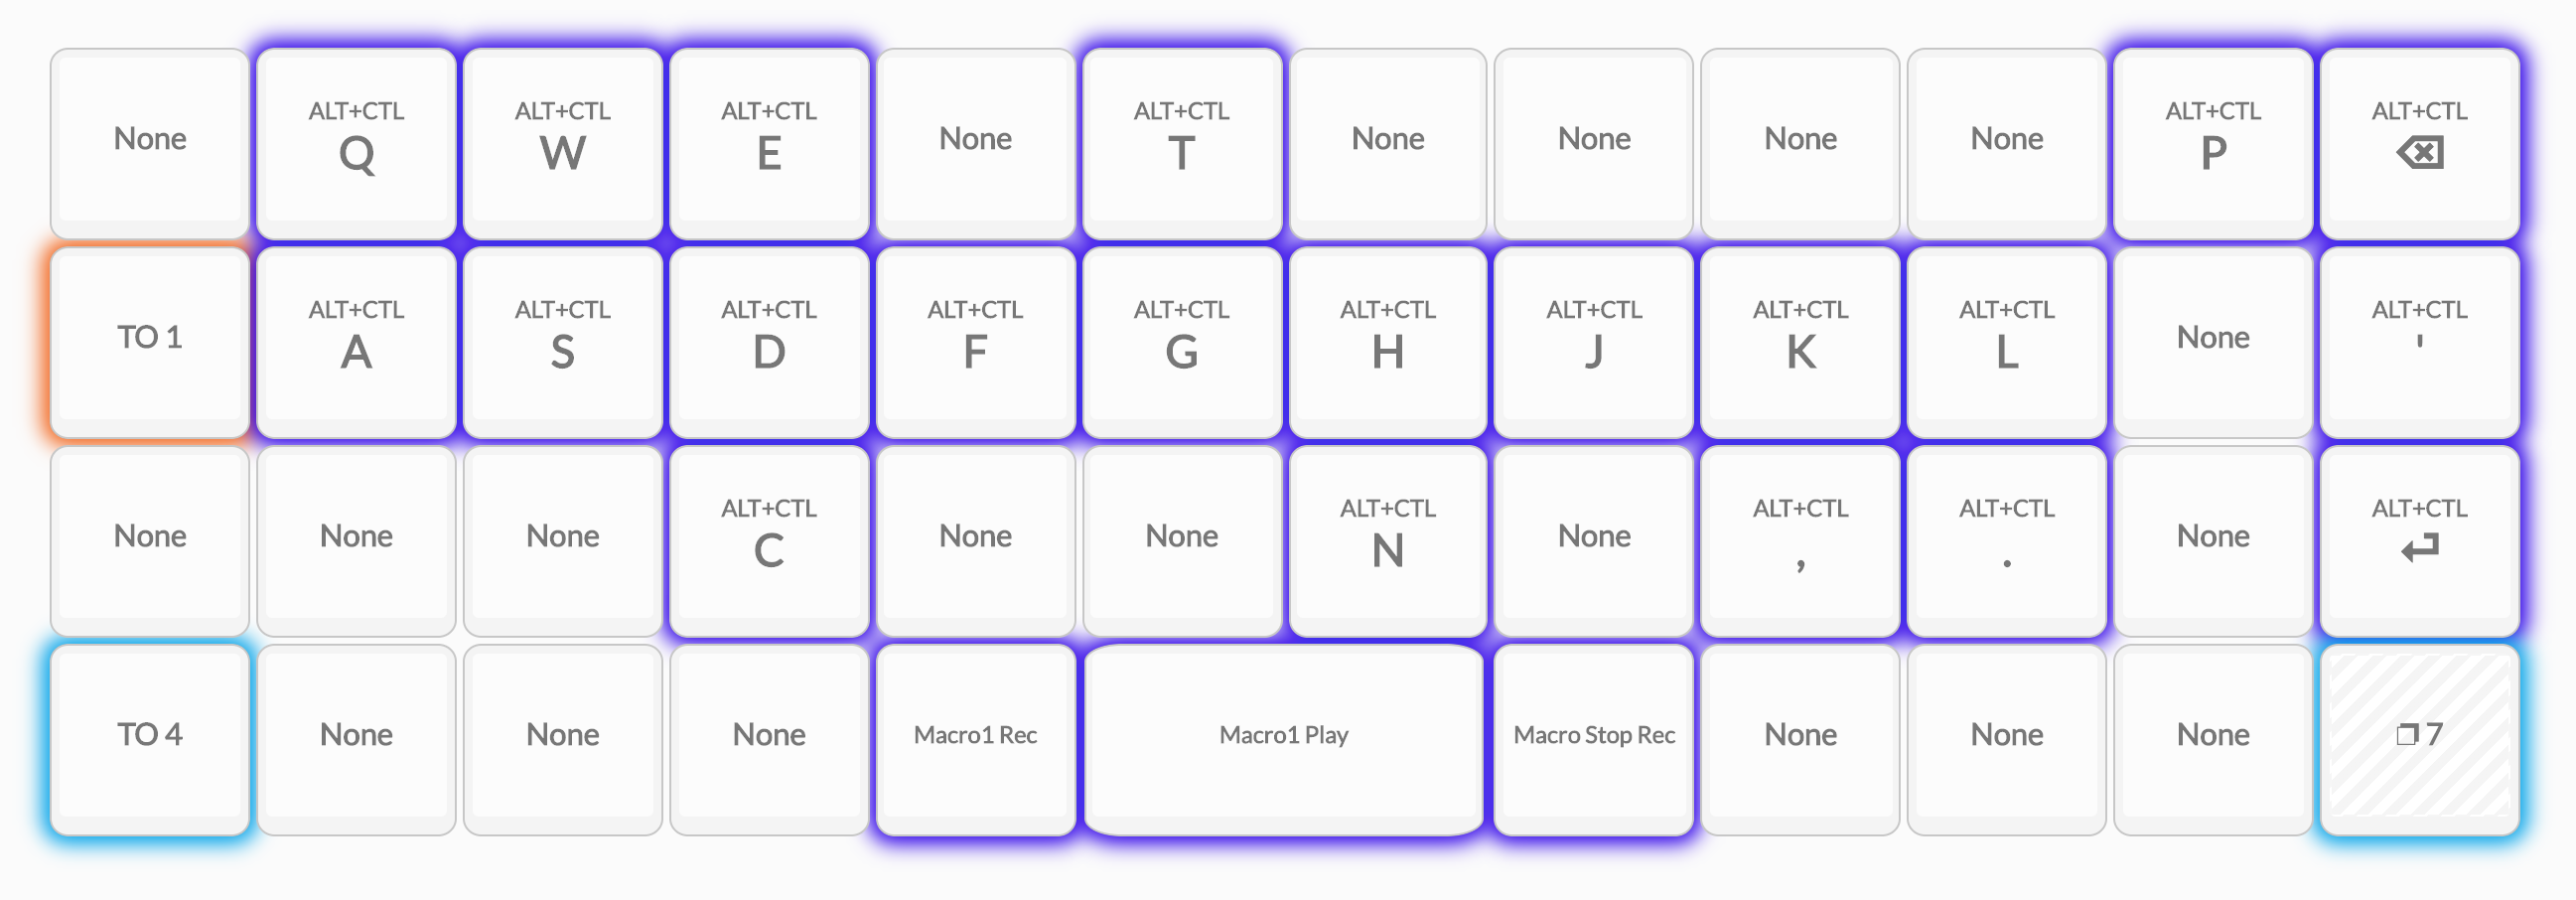 None ALT+CTL ALT+CTL ALT+CTL None ALT+CTL None None None None ALT+CTL ALT+CTL
Q W E T P ⌫
TO 1 ALT+CTL ALT+CTL ALT+CTL ALT+CTL ALT+CTL ALT+CTL ALT+CTL ALT+CTL ALT+CTL None ALT+CTL
A S D F G H J K L '
None None None ALT+CTL None None ALT+CTL None ALT+CTL ALT+CTL None ALT+CTL
C N , . ↵
TO 4 None None None Macro1 Rec Macro1 Play Macro Stop Rec None None None ❐ 7